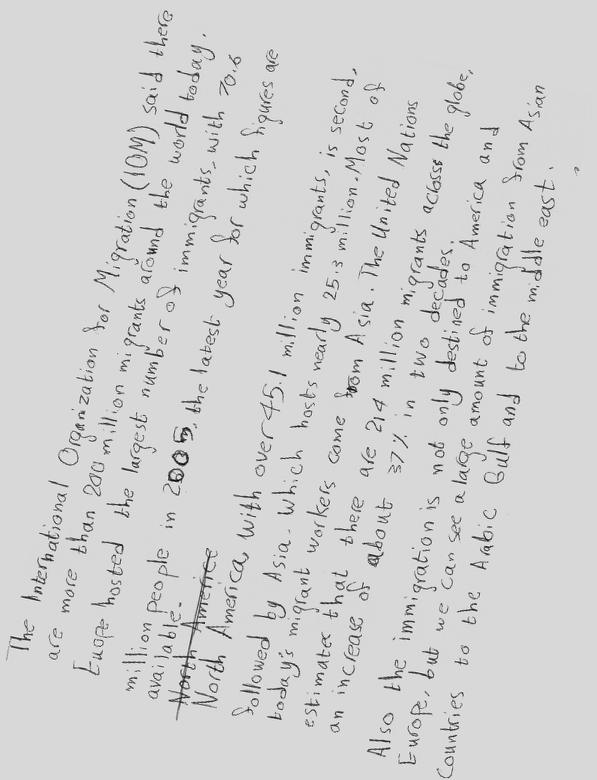 The International Organization for Migration (IOM) said there
are more than 200 million migrants around the world today.
Euope hosted the largest number of immigrants, with 70.6
million people in 2005, the latest year for which figures are
available.
North America
North America, with over 45.1 million immigrants, is second,
followed by Asia. Which hosts nearly 25.3 million. Most of
today's migrant workers come from Asia. The United Nations
estimates that there are 214 million migrants across the globe,
an increase of about 37% in two decades.
Also the immigration is not only destined to America and
Europe, but we can see a large amount of immigration from Asian
Countries to the Arabic Gulf and to the middle east.